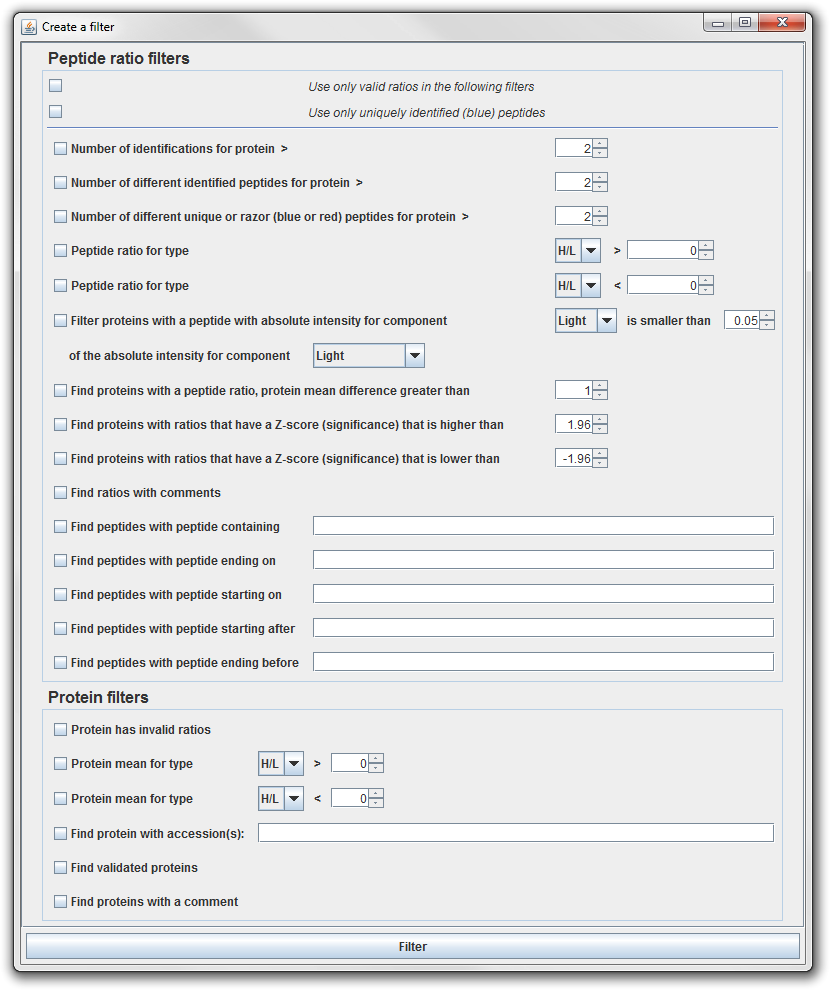 Create a filter
Peptide ratio filters
Use only valid ratios in the following filters
Use only uniquely identified (blue) peptides
Number of identifications for protein > 2
Number of different identified peptides for protein > 2
Number of different unique or razor (blue or red) peptides for protein > 2
Peptide ratio for type H/L > 0
Peptide ratio for type H/L < 0
Filter proteins with a peptide with absolute intensity for component Light is smaller than 0.05
of the absolute intensity for component Light
Find proteins with a peptide ratio, protein mean difference greater than 1
Find proteins with ratios that have a Z-score (significance) that is higher than 1.96
Find proteins with ratios that have a Z-score (significance) that is lower than -1.96
Find ratios with comments
Find peptides with peptide containing
Find peptides with peptide ending on
Find peptides with peptide starting on
Find peptides with peptide starting after
Find peptides with peptide ending before
Protein filters
Protein has invalid ratios
Protein mean for type H/L > 0
Protein mean for type H/L < 0
Find protein with accession(s):
Find validated proteins
Find proteins with a comment
Filter